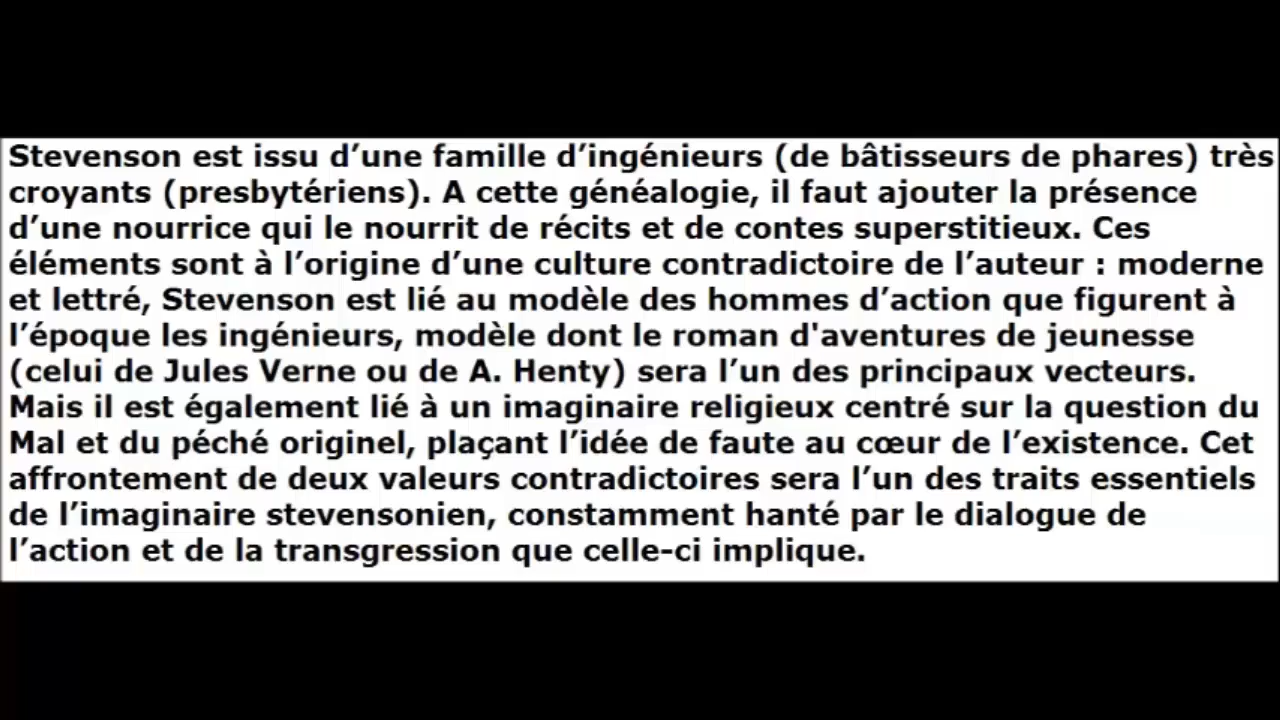 Stevenson est issu d’une famille d’ingénieurs (de bâtisseurs de phares) très
croyants (presbytériens). A cette généalogie, il faut ajouter la présence
d’une nourrice qui le nourrit de récits et de contes superstitieux. Ces
éléments sont à l’origine d’une culture contradictoire de l’auteur : moderne
et lettré, Stevenson est lié au modèle des hommes d’action que figurent à
l’époque les ingénieurs, modèle dont le roman d'aventures de jeunesse
(celui de Jules Verne ou de A. Henty) sera l’un des principaux vecteurs.
Mais il est également lié à un imaginaire religieux centré sur la question du
Mal et du péché originel, plaçant l’idée de faute au cœur de l’existence. Cet
affrontement de deux valeurs contradictoires sera l’un des traits essentiels
de l’imaginaire stevensonien, constamment hanté par le dialogue de
l’action et de la transgression que celle-ci implique.